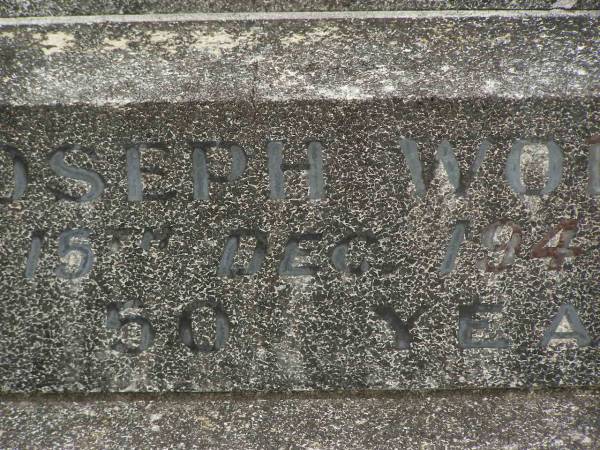 OSEPH WO
15TH DEC. 194
50 YEA